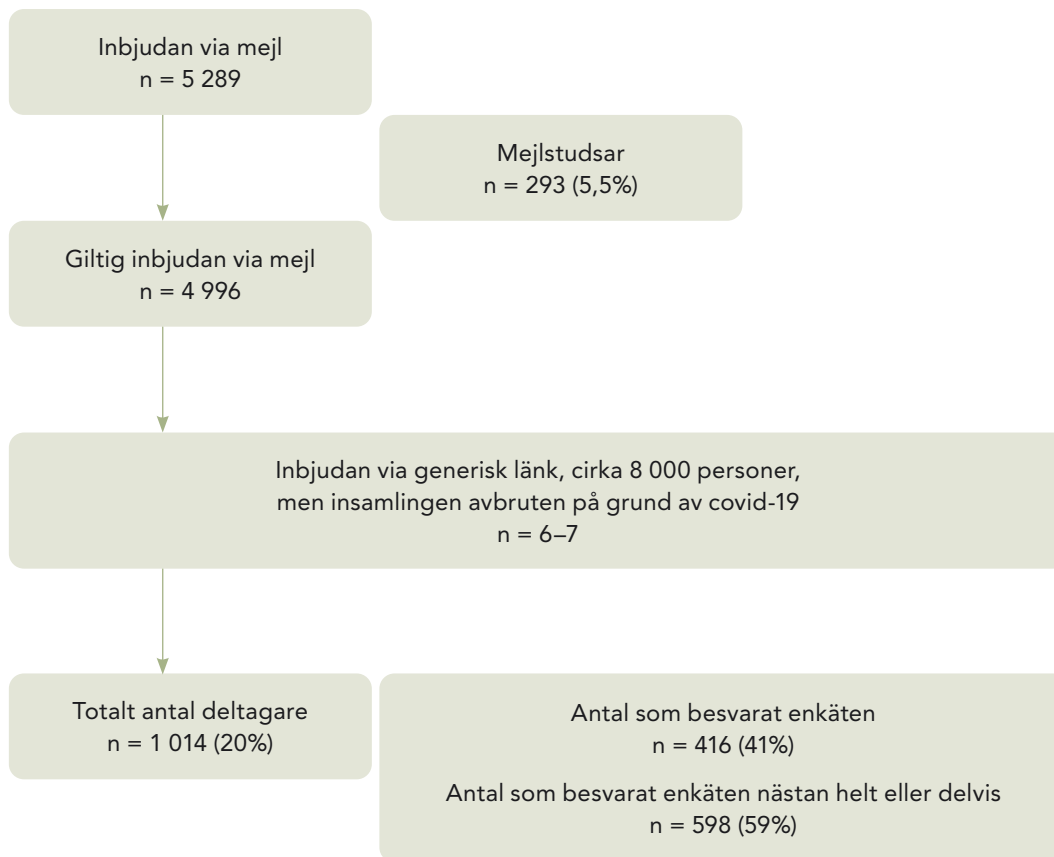 Inbjudan via mejl
n = 5 289
Mejlstudsar
n = 293 (5,5%)
Giltig inbjudan via mejl
n = 4 996
Inbjudan via generisk länk, cirka 8 000 personer,
men insamlingen avbruten på grund av covid-19
n = 6–7
Totalt antal deltagare
n = 1 014 (20%)
Antal som besvarat enkäten
n = 416 (41%)
Antal som besvarat enkäten nästan helt eller delvis
n = 598 (59%)